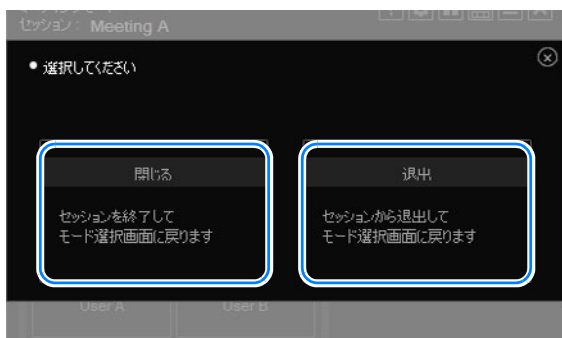 セッション: Meeting A
選択してください
閉じる
退出
セッションを終了して
モード選択画面に戻ります
セッションから退出して
モード選択画面に戻ります
User A
User B